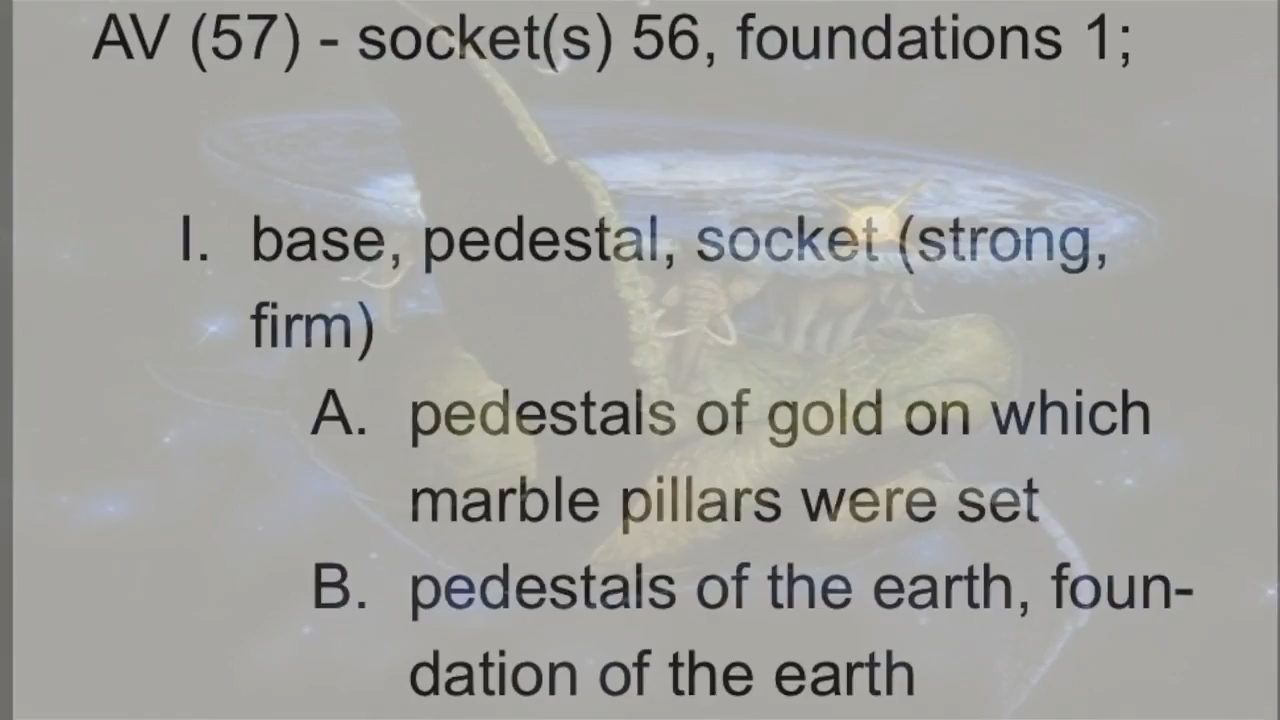 AV (57) - socket(s) 56, foundations 1;
I. base, pedestal, socket (strong,
firm)
A. pedestals of gold on which
marble pillars were set
B. pedestals of the earth, foun-
dation of the earth